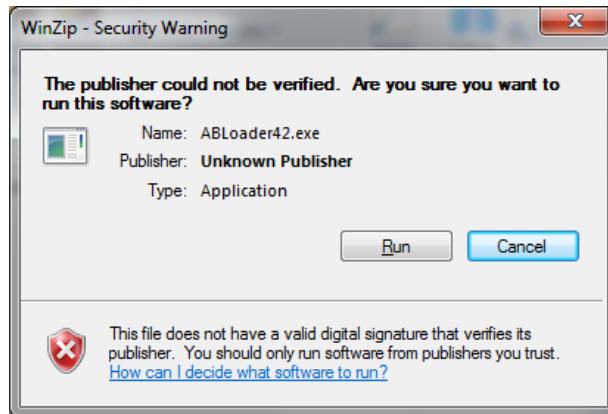 WinZip - Security Warning
The publisher could not be verified.  Are you sure you want to
run this software?
Name: ABLoader42.exe
Publisher: Unknown Publisher
Type: Application
Run Cancel
This file does not have a valid digital signature that verifies its
publisher.  You should only run software from publishers you trust.
How can I decide what software to run?